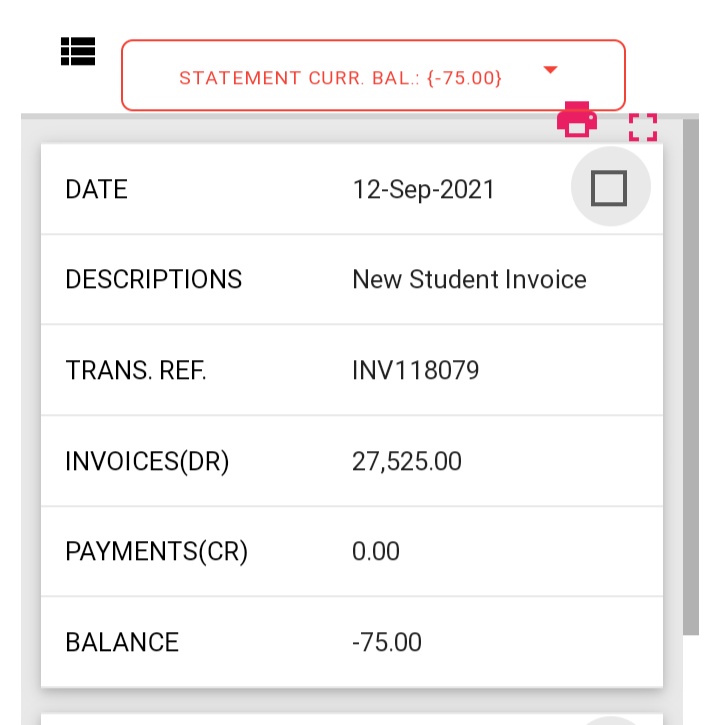 STATEMENT CURR. BAL.: {-75.00}
DATE 12-Sep-2021
DESCRIPTIONS New Student Invoice
TRANS. REF. INV118079
INVOICES(DR) 27,525.00
PAYMENTS(CR) 0.00
BALANCE -75.00